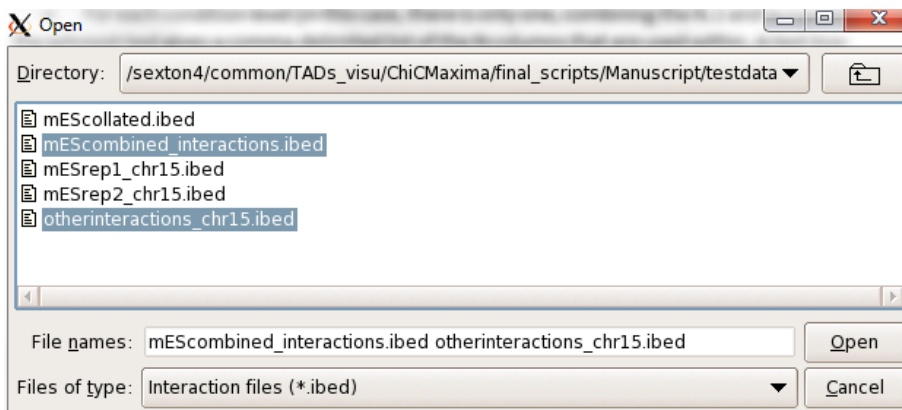 Open
Directory: /sexton4/common/TADs_visu/ChiCMaxima/final_scripts/Manuscript/testdata
mEScollated.ibed
mEScombined_interactions.ibed
mESrep1_chr15.ibed
mESrep2_chr15.ibed
otherinteractions_chr15.ibed
File names: mEScombined_interactions.ibed otherinteractions_chr15.ibed Open
Files of type: Interaction files (*.ibed) Cancel